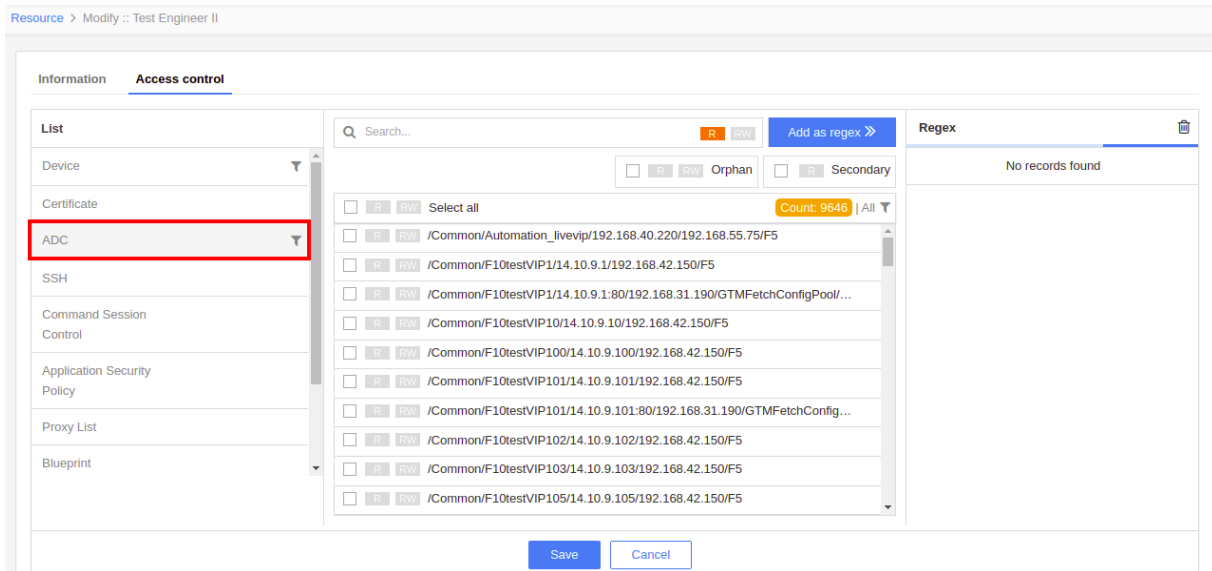 Resource > Modify :: Test Engineer II
Information Access control
List
Device
Certificate
ADC
SSH
Command Session
Control
Application Security
Policy
Proxy List
Blueprint
Search... R RW Add as regex
R RW Orphan R Secondary
R RW Select all Count: 9646 | All
R RW /Common/Automation_livevip/192.168.40.220/192.168.55.75/F5
R RW /Common/F10testVIP1/14.10.9.1/192.168.42.150/F5
R RW /Common/F10testVIP1/14.10.9.1:80/192.168.31.190/GTMFetchConfigPool/...
R RW /Common/F10testVIP10/14.10.9.10/192.168.42.150/F5
R RW /Common/F10testVIP100/14.10.9.100/192.168.42.150/F5
R RW /Common/F10testVIP101/14.10.9.101/192.168.42.150/F5
R RW /Common/F10testVIP101/14.10.9.101:80/192.168.31.190/GTMFetchConfig...
R RW /Common/F10testVIP102/14.10.9.102/192.168.42.150/F5
R RW /Common/F10testVIP103/14.10.9.103/192.168.42.150/F5
R RW /Common/F10testVIP105/14.10.9.105/192.168.42.150/F5
Regex
No records found
Save Cancel